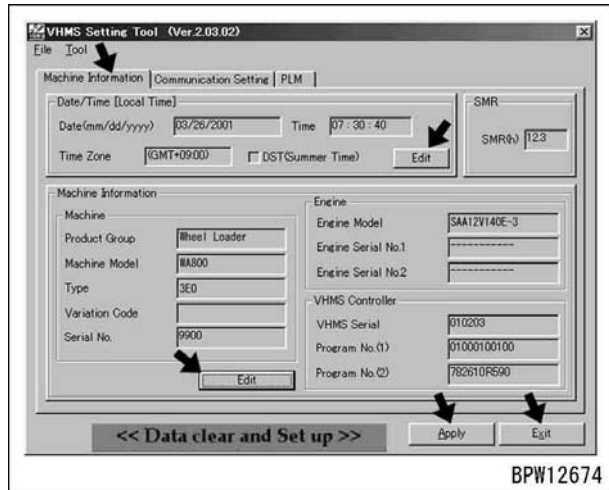 VHMS Setting Tool (Ver.2.03.02)
File Tool
Machine Information Communication Setting PLM
Date/Time [Local Time]
Date(mm/dd/yyyy) 03/26/2001 Time 07 : 30 : 40
Time Zone (GMT+09:00) DST(Summer Time) Edit
SMR
SMR(h) 12.3
Machine Information
Machine
Product Group Wheel Loader
Machine Model WA800
Type 3E0
Variation Code
Serial No. 9900
Edit
Engine
Engine Model SAA12V140E-3
Engine Serial No.1 -----------
Engine Serial No.2 -----------
VHMS Controller
VHMS Serial 010203
Program No.(1) 01000100100
Program No.(2) 782610R590
<< Data clear and Set up >> Apply Exit
BPW12674